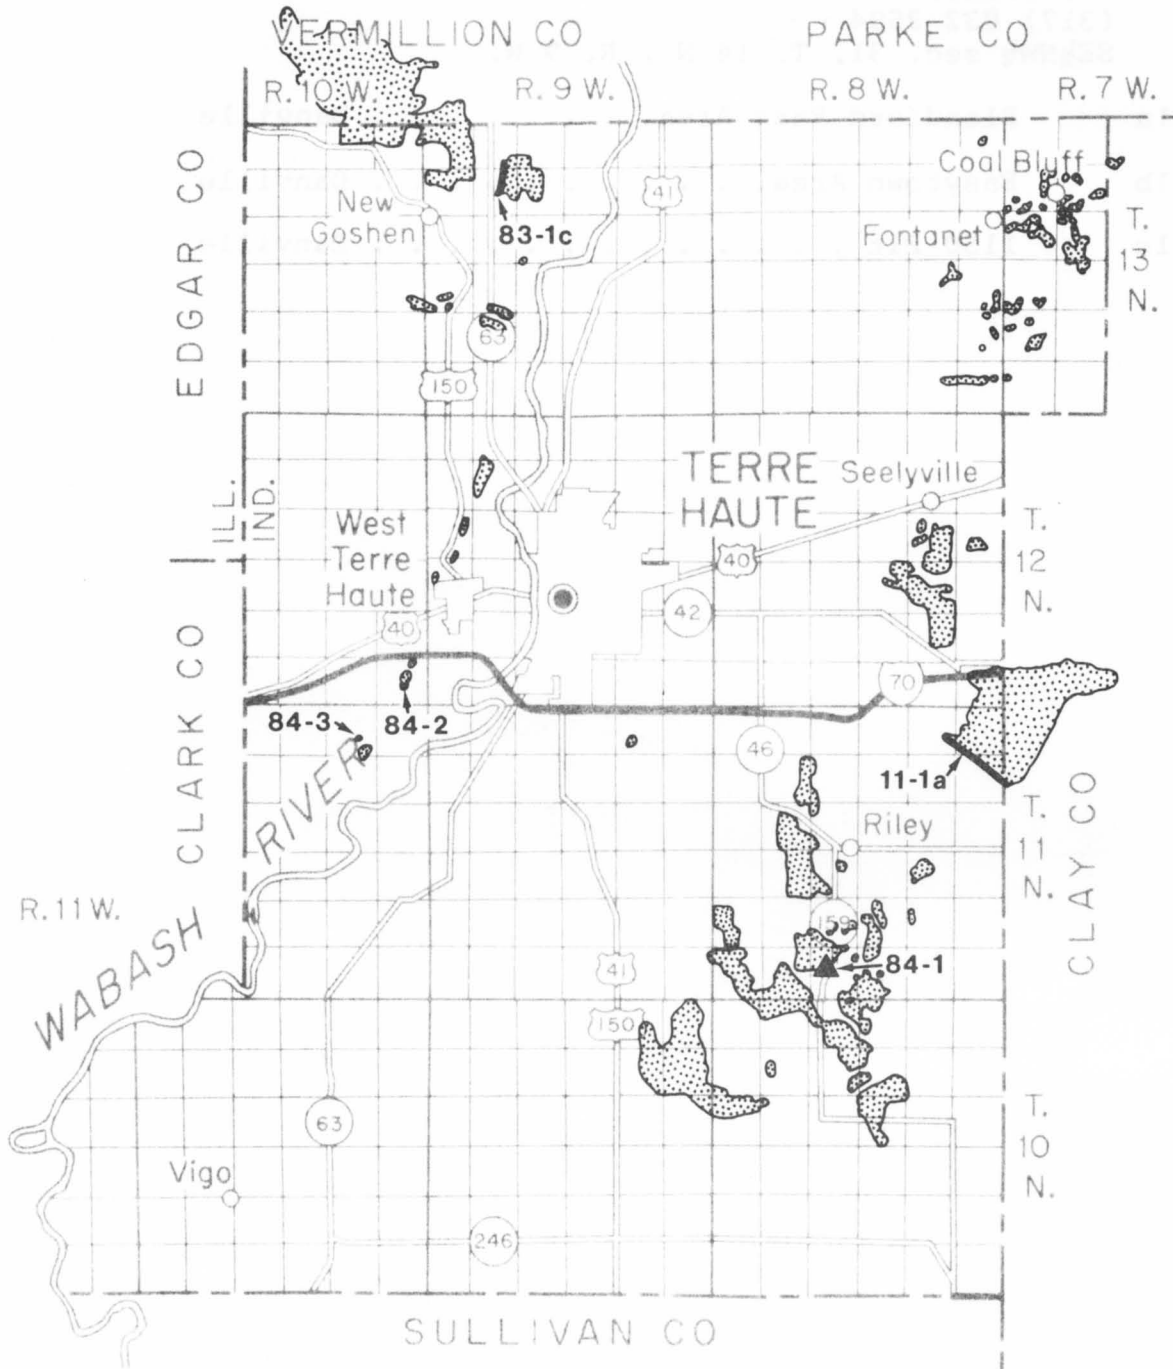 VERMILLION CO
PARKE CO
R. 10 W.
R. 9 W.
R. 8 W.
R. 7 W.
EDGAR CO
New
Goshen
83-1c
41
Coal Bluff
Fontanet
T.
13
N.
63
150
ILL.
IND.
TERRE
HAUTE
Seelyville
West
Terre
Haute
40
40
42
T.
12
N.
CLARK CO
70
84-3
84-2
46
11-1a
Riley
T.
11
N.
CLAY CO
R. 11 W.
WABASH RIVER
159
84-1
41
150
63
T.
10
N.
Vigo
246
SULLIVAN CO